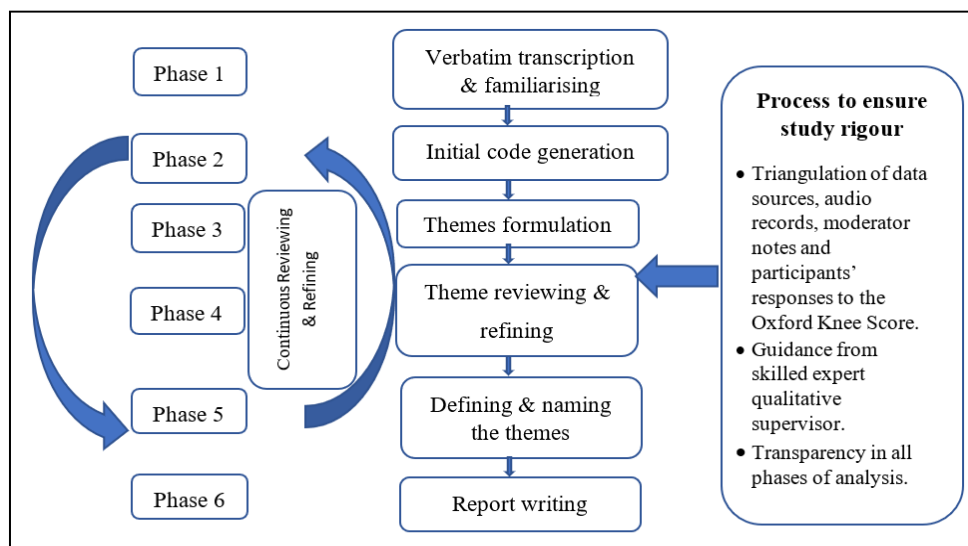 Phase 1
Phase 2
Phase 3
Phase 4
Phase 5
Phase 6
Continuous Reviewing
& Refining
Verbatim transcription
& familiarising
Initial code generation
Themes formulation
Theme reviewing &
refining
Defining & naming
the themes
Report writing
Process to ensure
study rigour
• Triangulation of data
sources, audio
records, moderator
notes and
participants’
responses to the
Oxford Knee Score.
• Guidance from
skilled expert
qualitative
supervisor.
• Transparency in all
phases of analysis.